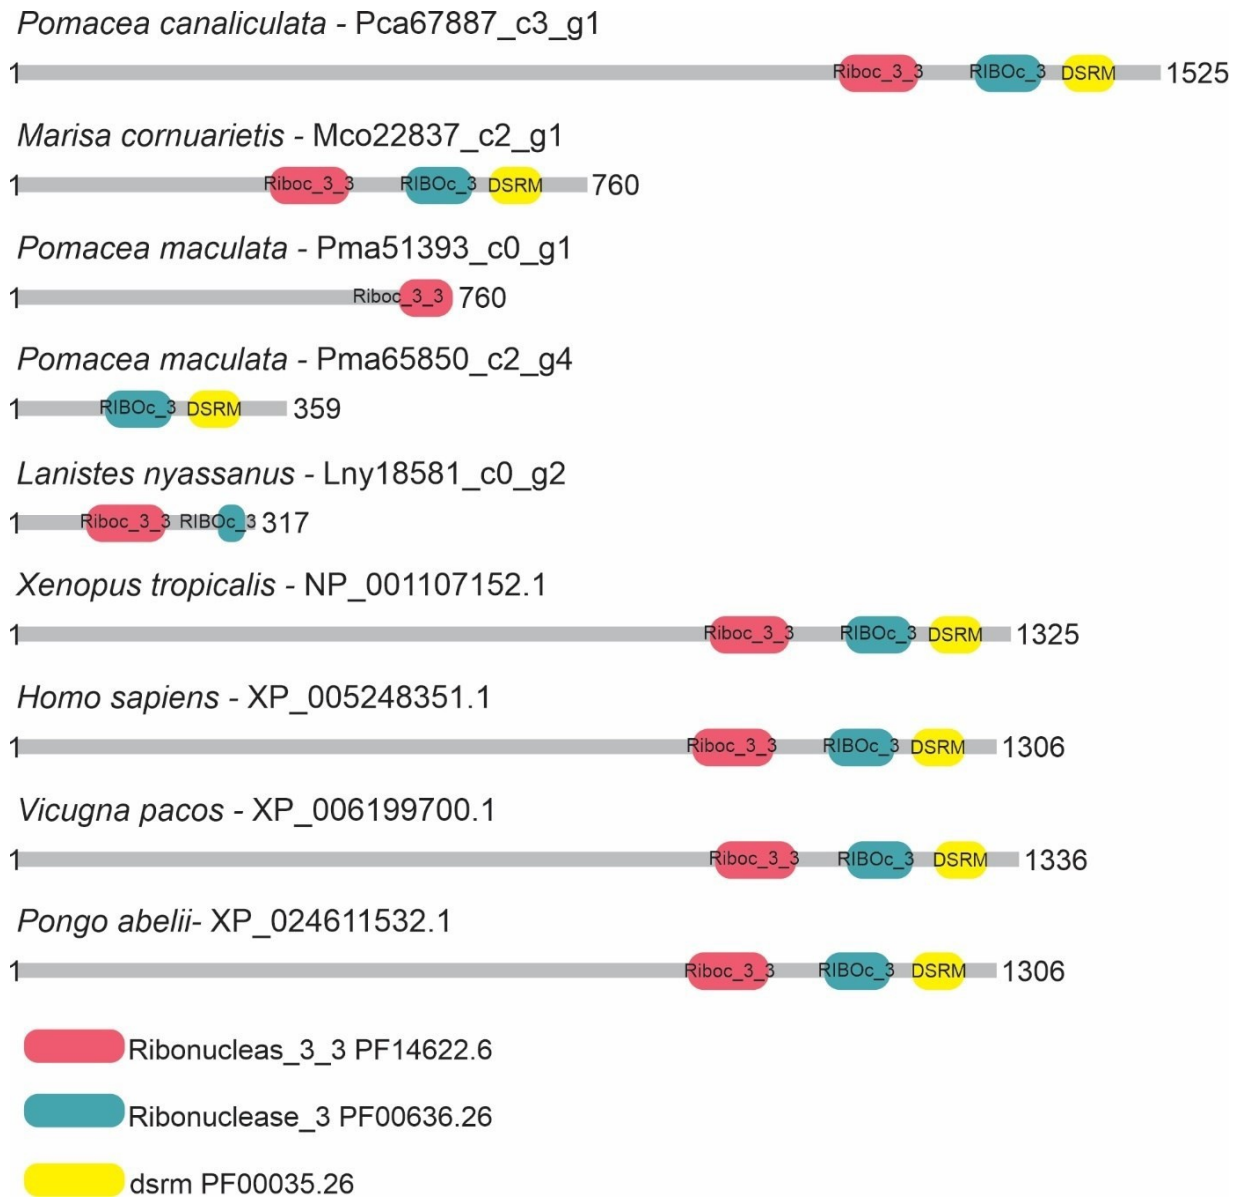 Pomacea canaliculata - Pca67887_c3_g1
1 Riboc_3_3 RIBOc_3 DSRM 1525
Marisa cornuarietis - Mco22837_c2_g1
1 Riboc_3_3 RIBOc_3 DSRM 760
Pomacea maculata - Pma51393_c0_g1
1 Riboc_3_3 760
Pomacea maculata - Pma65850_c2_g4
1 RIBOc_3 DSRM 359
Lanistes nyassanus - Lny18581_c0_g2
1 Riboc_3_3 RIBOc_3 317
Xenopus tropicalis - NP_001107152.1
1 Riboc_3_3 RIBOc_3 DSRM 1325
Homo sapiens - XP_005248351.1
1 Riboc_3_3 RIBOc_3 DSRM 1306
Vicugna pacos - XP_006199700.1
1 Riboc_3_3 RIBOc_3 DSRM 1336
Pongo abelii- XP_024611532.1
1 Riboc_3_3 RIBOc_3 DSRM 1306
Ribonucleas_3_3 PF14622.6
Ribonuclease_3 PF00636.26
dsrm PF00035.26